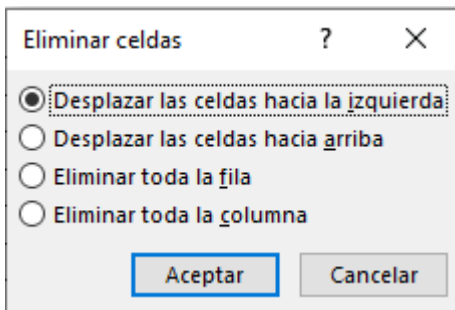 Eliminar celdas ?
Desplazar las celdas hacia la izquierda
Desplazar las celdas hacia arriba
Eliminar toda la fila
Eliminar toda la columna
Aceptar Cancelar